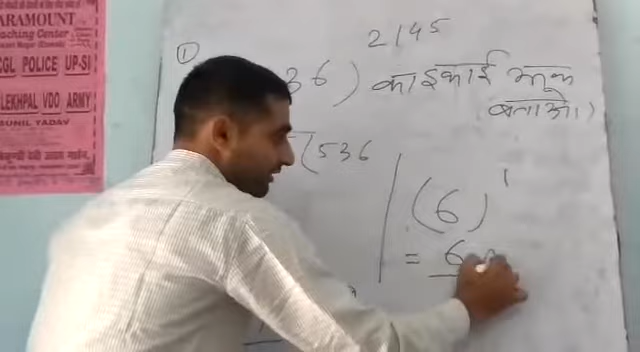 ARAMOUNT
aching Center
CGL POLICE UP-SI
LEKHPAL VDO ARMY
SUNIL YADAV
①
2145
36) का इकाई अंक
बताओ।
(536
(6)¹
= 6